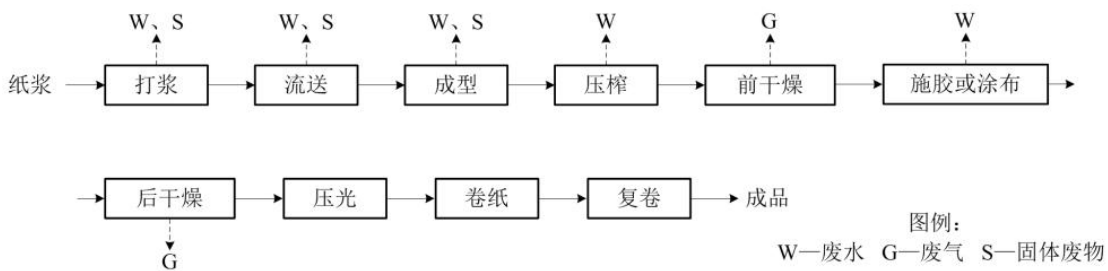 W、S W、S W、S W G W
纸浆 打浆 流送 成型 压榨 前干燥 施胶或涂布
后干燥 压光 卷纸 复卷 成品
G
图例：
W—废水 G—废气 S—固体废物